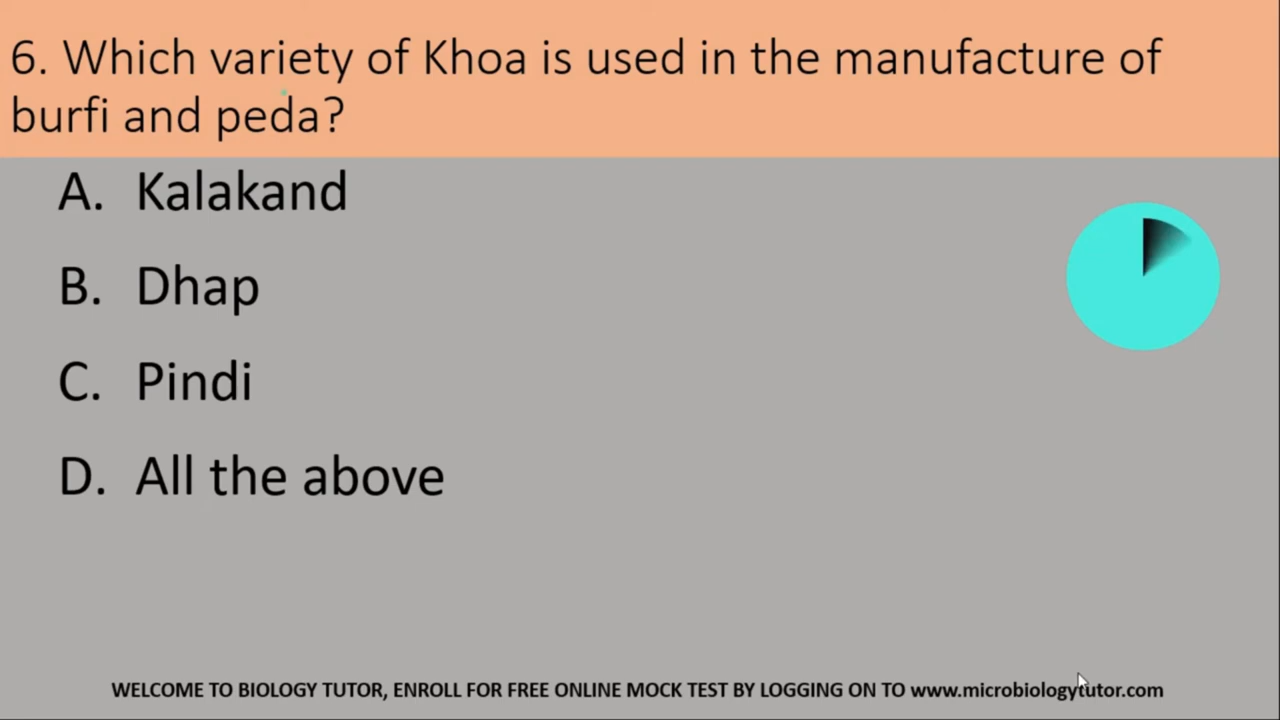 6. Which variety of Khoa is used in the manufacture of
burfi and peda?
A. Kalakand
B. Dhap
C. Pindi
D. All the above
WELCOME TO BIOLOGY TUTOR, ENROLL FOR FREE ONLINE MOCK TEST BY LOGGING ON TO www.microbiologytutor.com